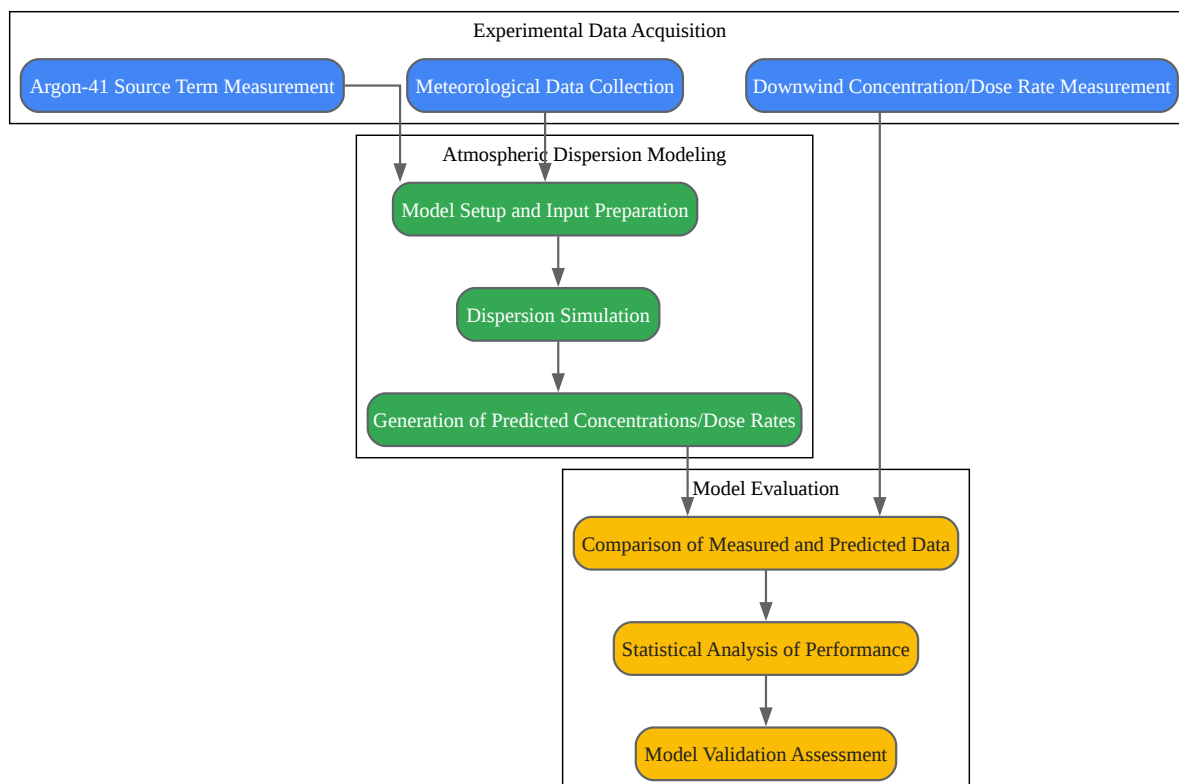 Experimental Data Acquisition
Argon-41 Source Term Measurement
Meteorological Data Collection
Downwind Concentration/Dose Rate Measurement
Atmospheric Dispersion Modeling
Model Setup and Input Preparation
Dispersion Simulation
Generation of Predicted Concentrations/Dose Rates
Model Evaluation
Comparison of Measured and Predicted Data
Statistical Analysis of Performance
Model Validation Assessment